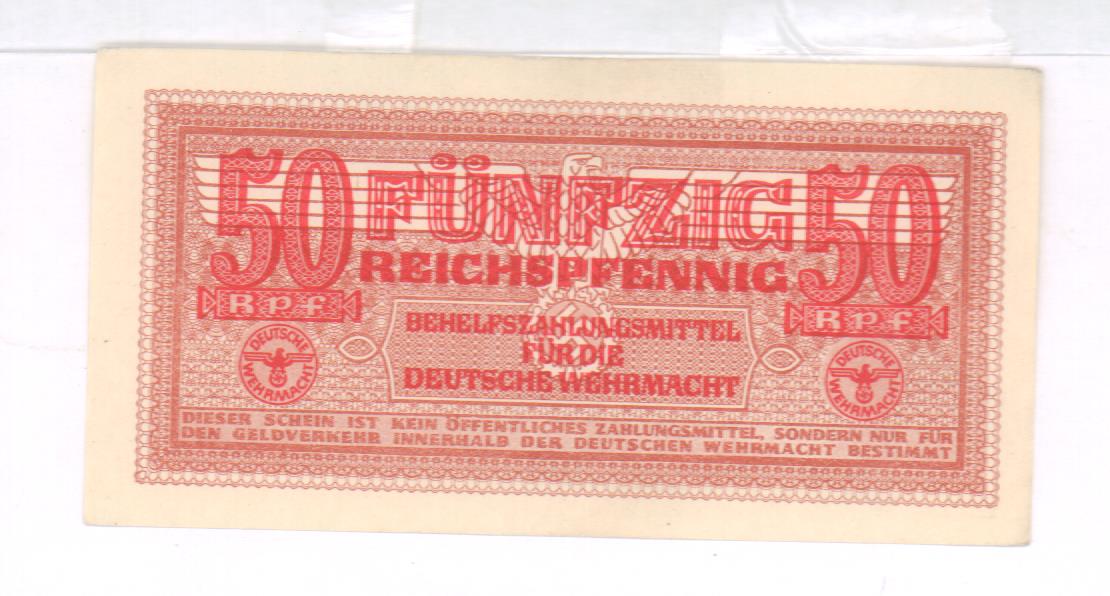 50 FÜNFZIG 50
REICHSPFENNIG
Rpf Rpf
BEHELFSZAHLUNGSMITTEL
FÜR DIE
DEUTSCHE WEHRMACHT
DEUTSCHE WEHRMACHT
DEUTSCHE WEHRMACHT
DIESER SCHEIN IST KEIN ÖFFENTLICHES ZAHLUNGSMITTEL, SONDERN NUR FÜR
DEN GELDVERKEHR INNERHALB DER DEUTSCHEN WEHRMACHT BESTIMMT